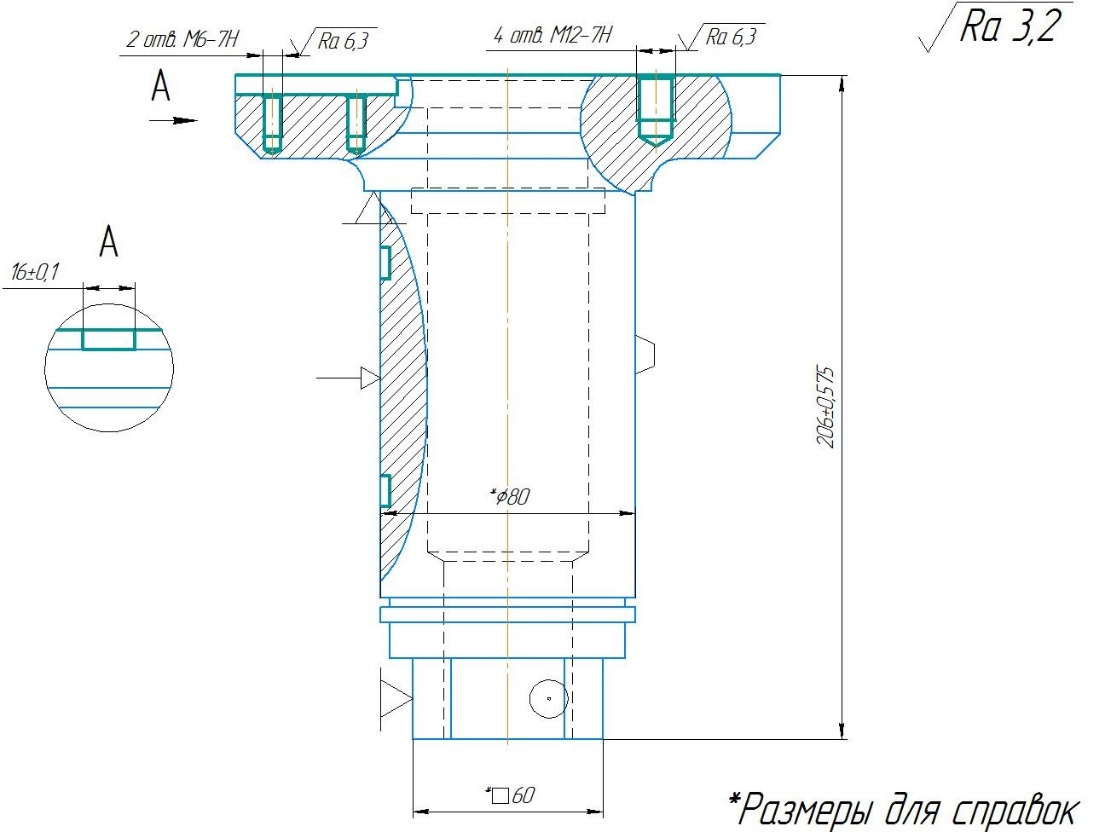 2 отв. М6-7Н
Ra 6,3
4 отв. М12-7Н
Ra 6,3
Ra 3,2
А
А
16±0,1
206±0,575
*φ80
*□60
*Размеры для справок